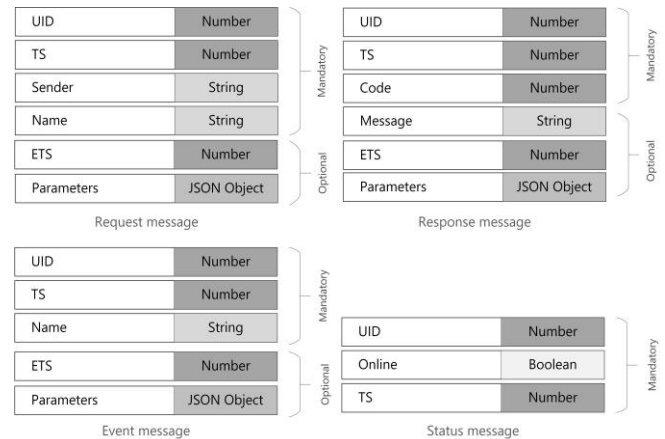 UID Number
TS Number
Sender String
Name String
Mandatory
ETS Number
Parameters JSON Object
Optional
Request message
UID Number
TS Number
Code Number
Mandatory
Message String
ETS Number
Parameters JSON Object
Optional
Response message
UID Number
TS Number
Name String
Mandatory
ETS Number
Parameters JSON Object
Optional
Event message
UID Number
Online Boolean
TS Number
Mandatory
Status message